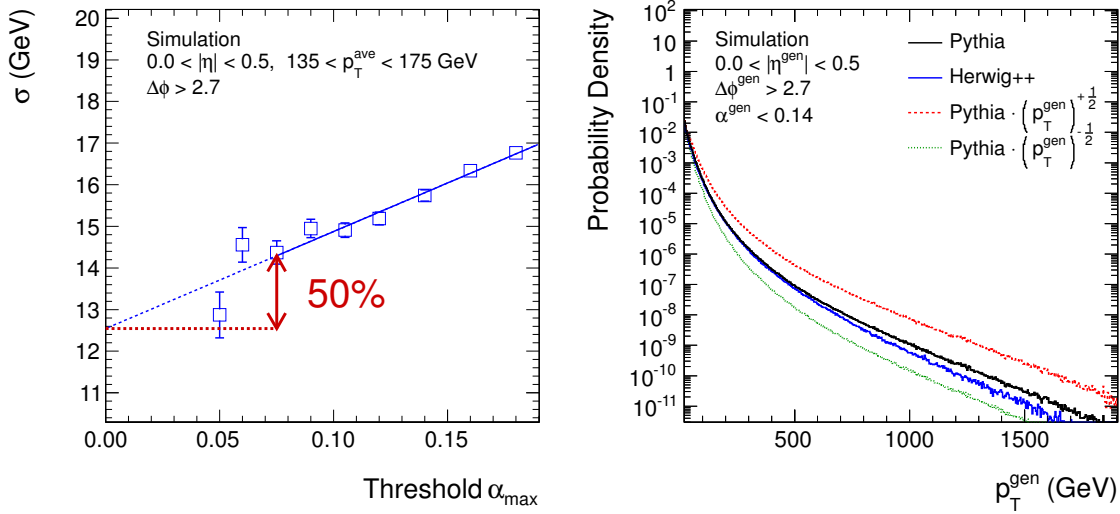 σ (GeV)
20
19
18
17
16
15
14
13
12
11
Simulation
0.0 < |η| < 0.5, 135 < p_T^ave < 175 GeV
Δϕ > 2.7
50%
0.00 0.05 0.10 0.15
Threshold α_max
Probability Density
10^2
10
1
10^-1
10^-2
10^-3
10^-4
10^-5
10^-6
10^-7
10^-8
10^-9
10^-10
10^-11
Simulation
0.0 < |η^gen| < 0.5
Δϕ^gen > 2.7
α^gen < 0.14
Pythia
Herwig++
Pythia · (p_T^gen)^+1/2
Pythia · (p_T^gen)^-1/2
500 1000 1500
p_T^gen (GeV)